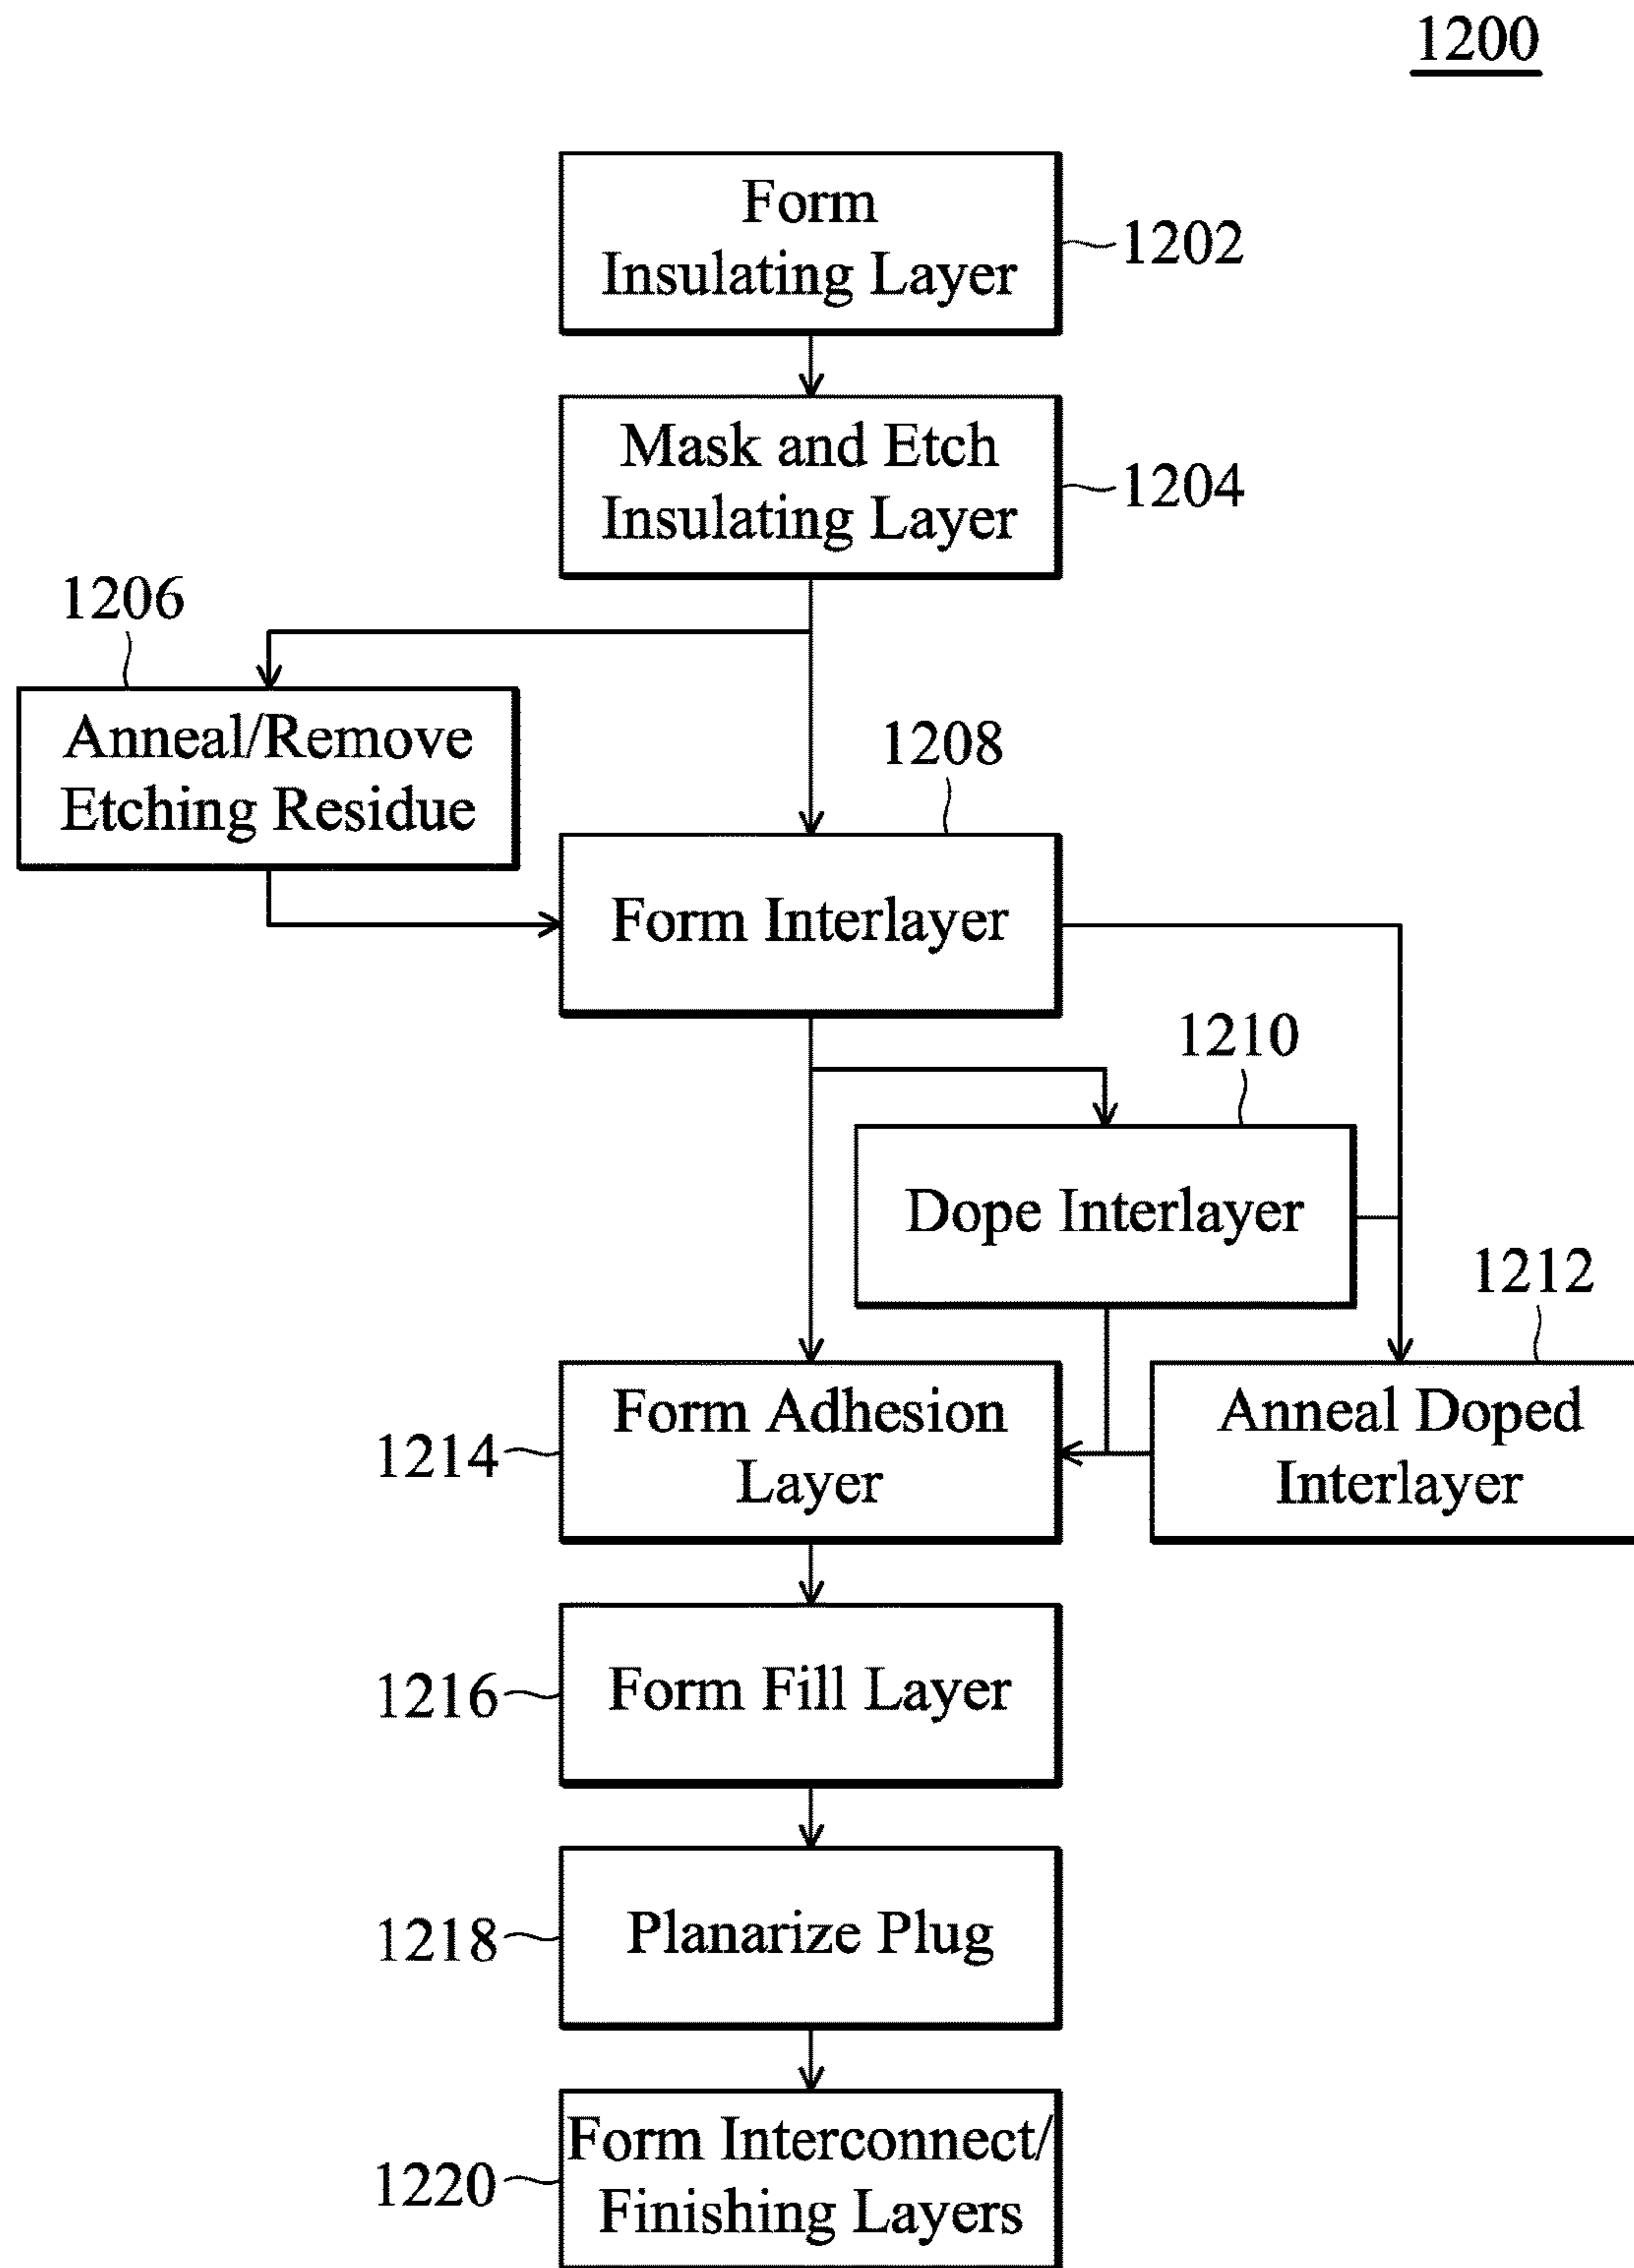 1200
Form
Insulating Layer
1202
Mask and Etch
Insulating Layer
1204
1206
Anneal/Remove
Etching Residue
1208
Form Interlayer
1210
Dope Interlayer
1212
Anneal Doped
Interlayer
1214
Form Adhesion
Layer
1216
Form Fill Layer
1218
Planarize Plug
1220
Form Interconnect/
Finishing Layers